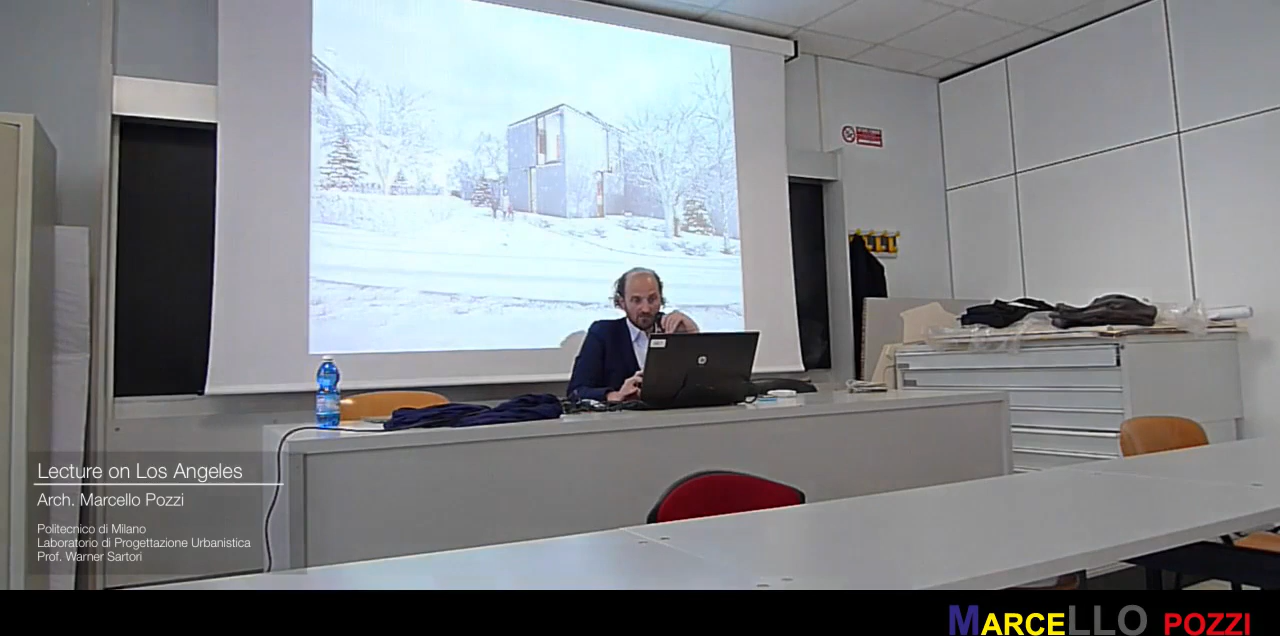 Lecture on Los Angeles
Arch. Marcello Pozzi
Politecnico di Milano
Laboratorio di Progettazione Urbanistica
Prof. Warner Sartori
MARCELLO POZZI